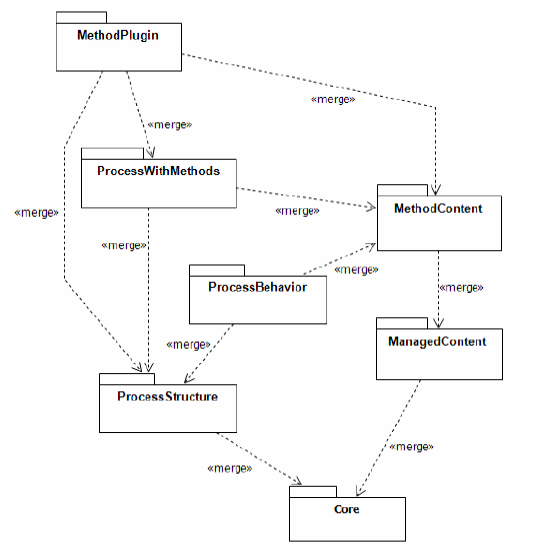 MethodPlugin
«merge»
«merge»
ProcessWithMethods
«merge»
«merge»
MethodContent
«merge»
«merge»
ProcessBehavior
«merge»
«merge»
ManagedContent
ProcessStructure
«merge»
«merge»
Core